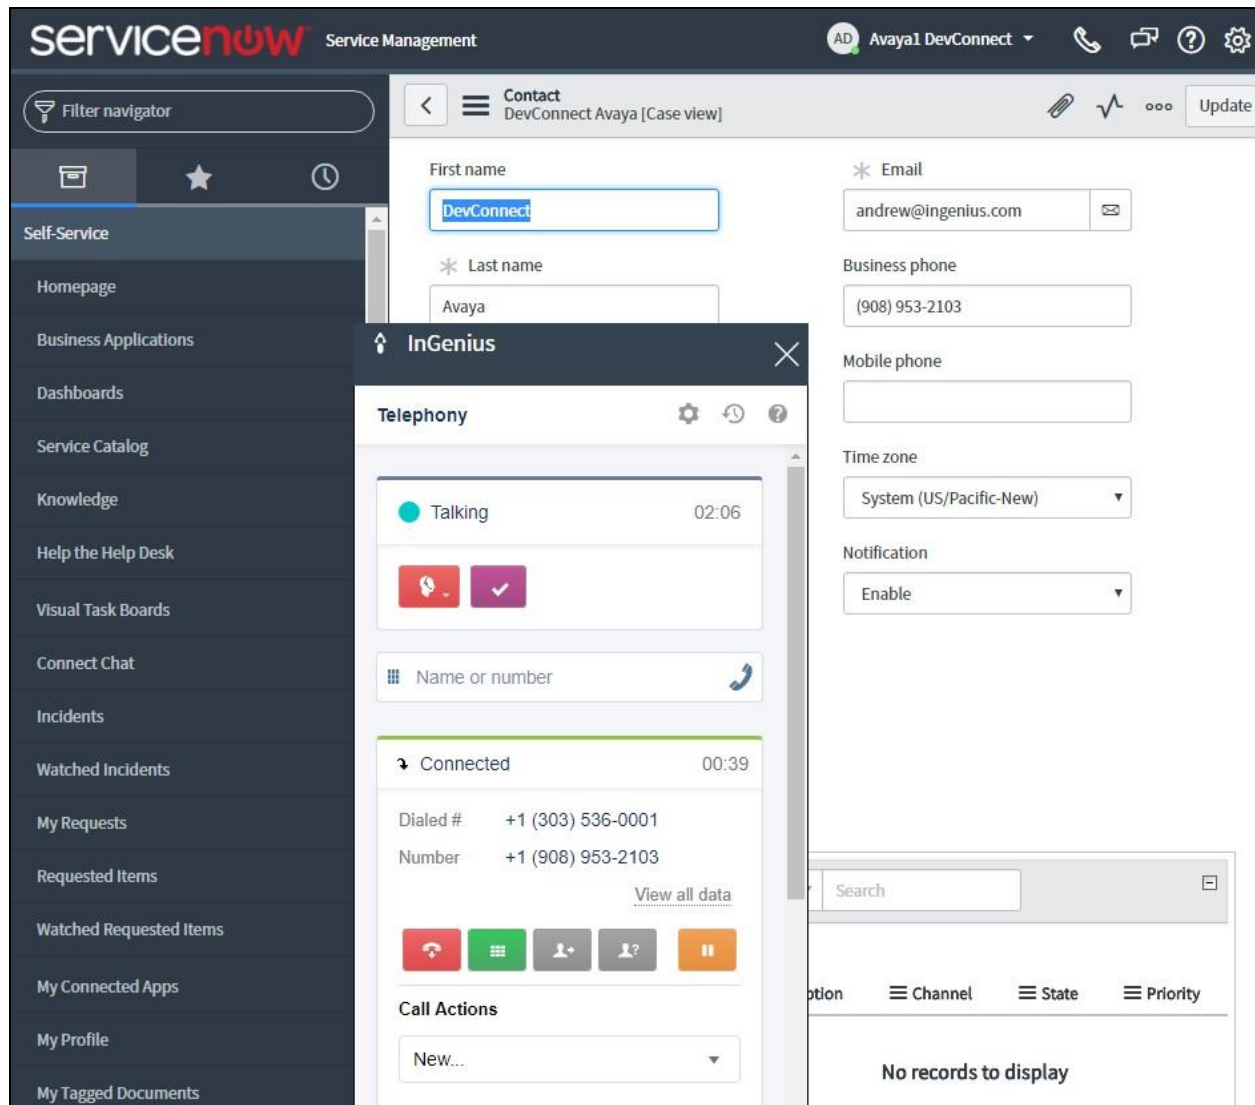 servicenow Service Management
AD Avaya1 DevConnect
Filter navigator
Contact
DevConnect Avaya [Case view]
Update
Self-Service
Homepage
Business Applications
Dashboards
Service Catalog
Knowledge
Help the Help Desk
Visual Task Boards
Connect Chat
Incidents
Watched Incidents
My Requests
Requested Items
Watched Requested Items
My Connected Apps
My Profile
My Tagged Documents
First name
DevConnect
Last name
Avaya
Email
andrew@ingenius.com
Business phone
(908) 953-2103
Mobile phone
Time zone
System (US/Pacific-New)
Notification
Enable
InGenius
Telephony
Talking 02:06
Name or number
Connected 00:39
Dialed # +1 (303) 536-0001
Number +1 (908) 953-2103
View all data
Call Actions
New...
Search
Channel State Priority
No records to display